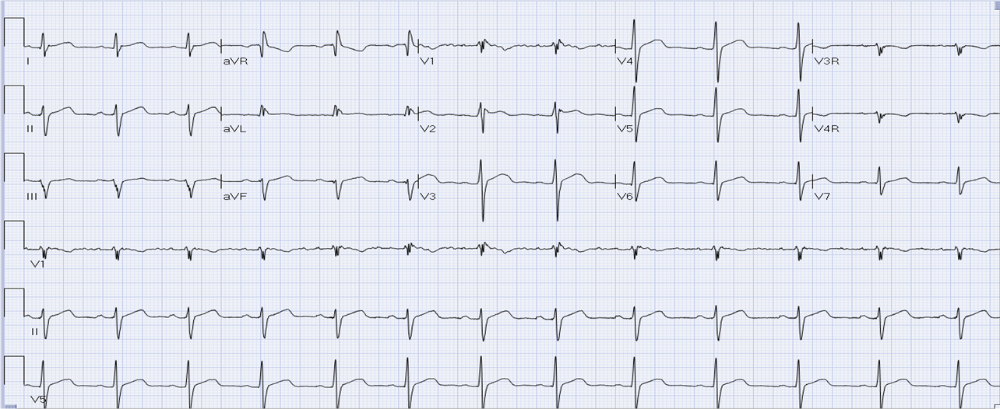 I aVR V1 V4 V3R
II aVL V2 V5 V4R
III aVF V3 V6 V7
V1
II
V5